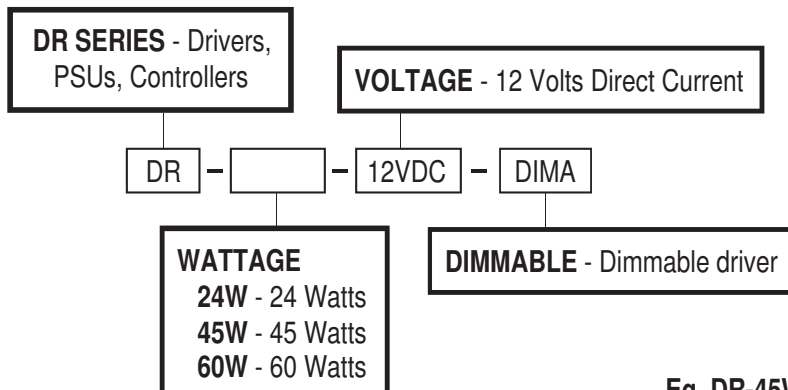 DR SERIES - Drivers,
PSUs, Controllers
VOLTAGE - 12 Volts Direct Current
DR - - 12VDC - DIMA
WATTAGE
24W - 24 Watts
45W - 45 Watts
60W - 60 Watts
DIMMABLE - Dimmable driver